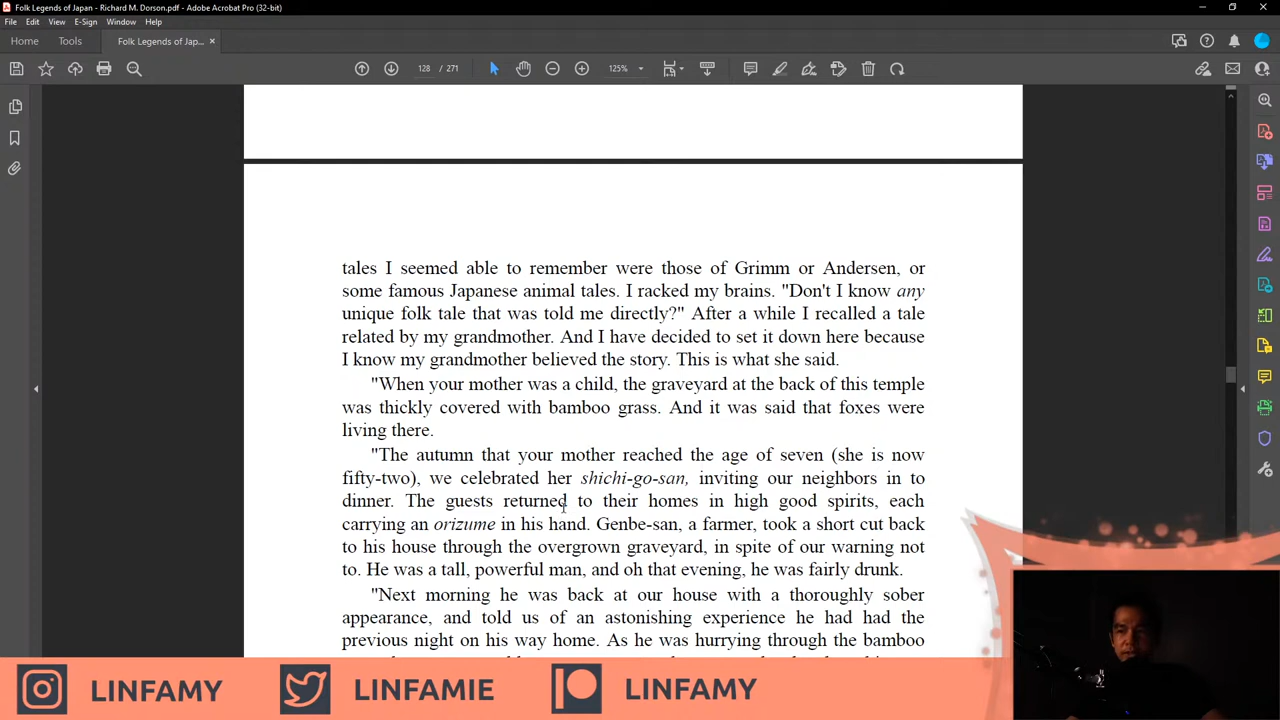 Folk Legends of Japan - Richard M. Dorson.pdf - Adobe Acrobat Pro (32-bit)
File Edit View E-Sign Window Help
Home Tools Folk Legends of Jap... ×
128 / 271 125%
tales I seemed able to remember were those of Grimm or Andersen, or
some famous Japanese animal tales. I racked my brains. "Don't I know any
unique folk tale that was told me directly?" After a while I recalled a tale
related by my grandmother. And I have decided to set it down here because
I know my grandmother believed the story. This is what she said.
"When your mother was a child, the graveyard at the back of this temple
was thickly covered with bamboo grass. And it was said that foxes were
living there.
"The autumn that your mother reached the age of seven (she is now
fifty-two), we celebrated her shichi-go-san, inviting our neighbors in to
dinner. The guests returned to their homes in high good spirits, each
carrying an orizume in his hand. Genbe-san, a farmer, took a short cut back
to his house through the overgrown graveyard, in spite of our warning not
to. He was a tall, powerful man, and oh that evening, he was fairly drunk.
"Next morning he was back at our house with a thoroughly sober
appearance, and told us of an astonishing experience he had had the
previous night on his way home. As he was hurrying through the bamboo
LINFAMY LINFAMIE LINFAMY